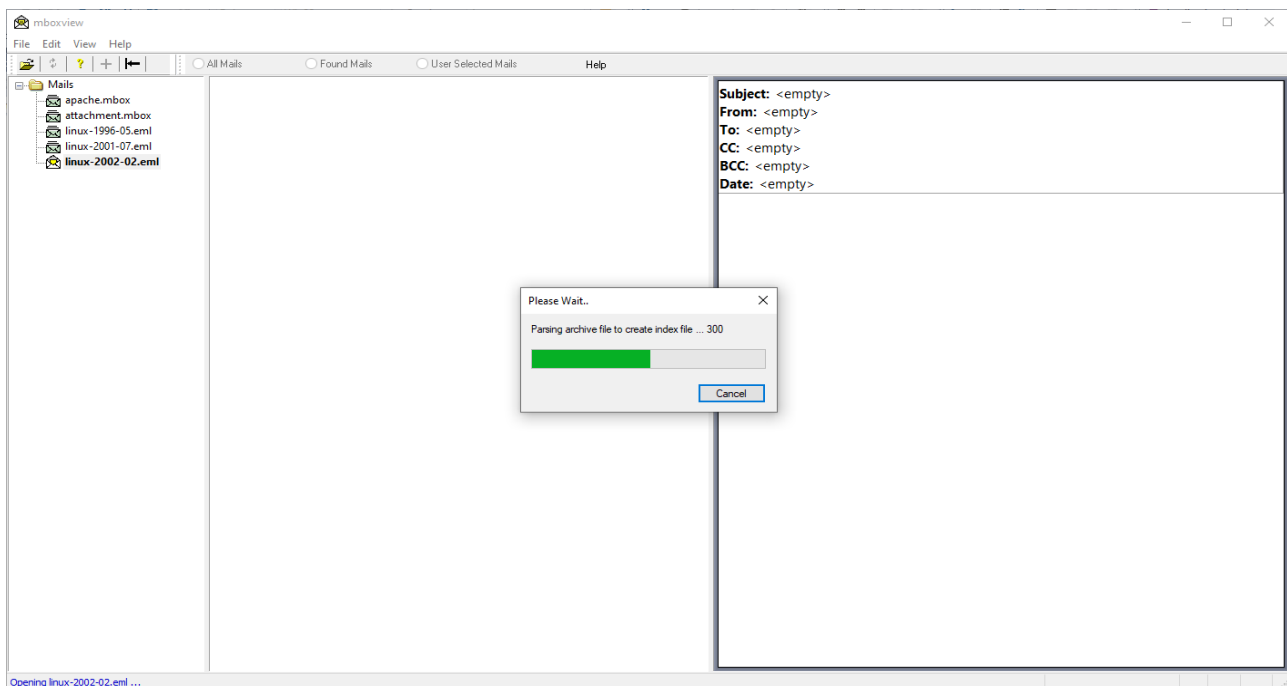 mboxview
File Edit View Help
? All Mails Found Mails User Selected Mails Help
Mails
apache.mbox
attachment.mbox
linux-1996-05.eml
linux-2001-07.eml
linux-2002-02.eml
Subject: <empty>
From: <empty>
To: <empty>
CC: <empty>
BCC: <empty>
Date: <empty>
Please Wait..
Parsing archive file to create index file ... 300
Cancel
Opening linux-2002-02.eml ...